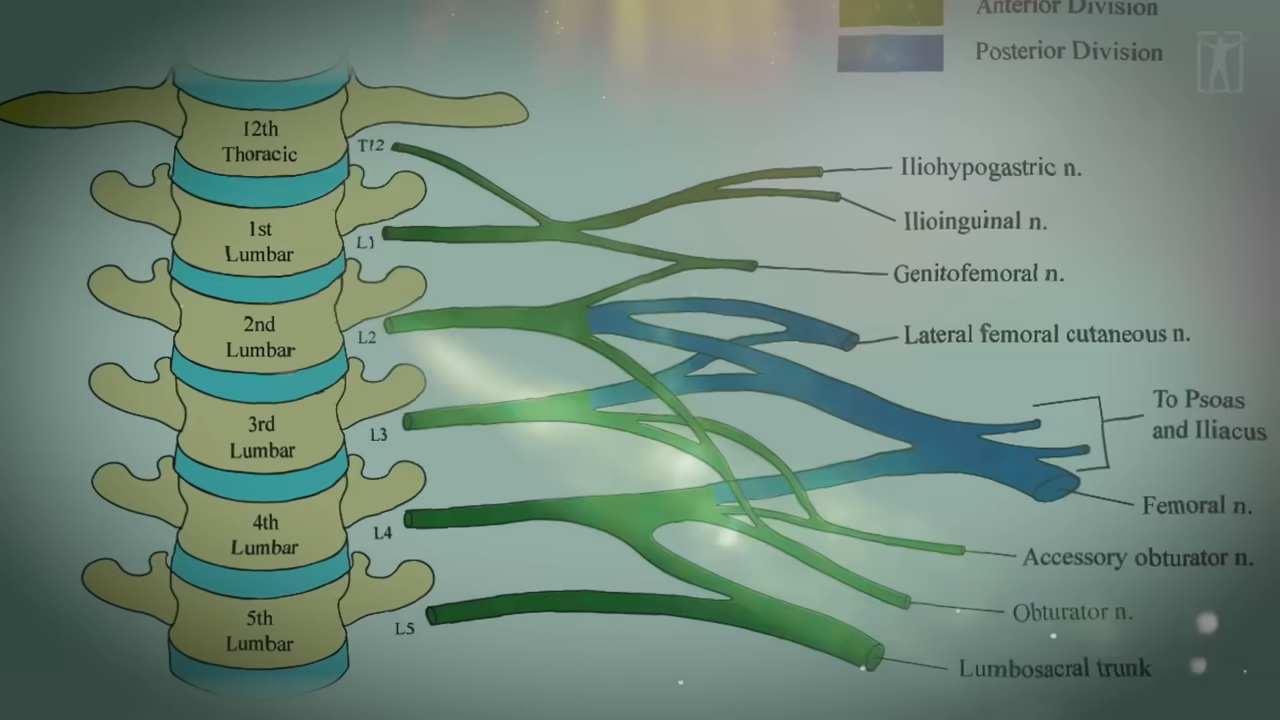 Anterior Division
Posterior Division
12th
Thoracic
T12
Iliohypogastric n.
Ilioinguinal n.
1st
Lumbar
L1
Genitofemoral n.
2nd
Lumbar
L2
Lateral femoral cutaneous n.
To Psoas
and Iliacus
3rd
Lumbar
L3
Femoral n.
4th
Lumbar
L4
Accessory obturator n.
Obturator n.
5th
Lumbar
L5
Lumbosacral trunk